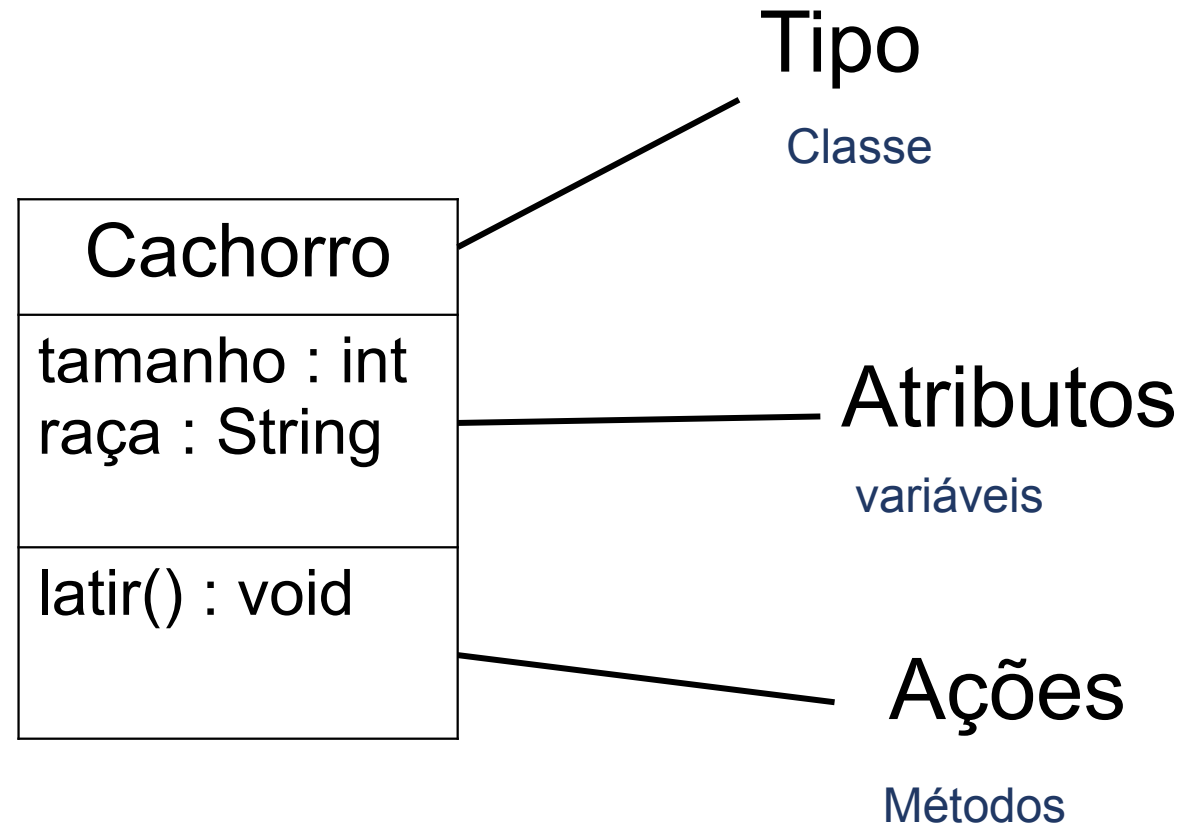 Tipo
Classe
Cachorro
tamanho : int
raça : String
Atributos
variáveis
latir() : void
Ações
Métodos